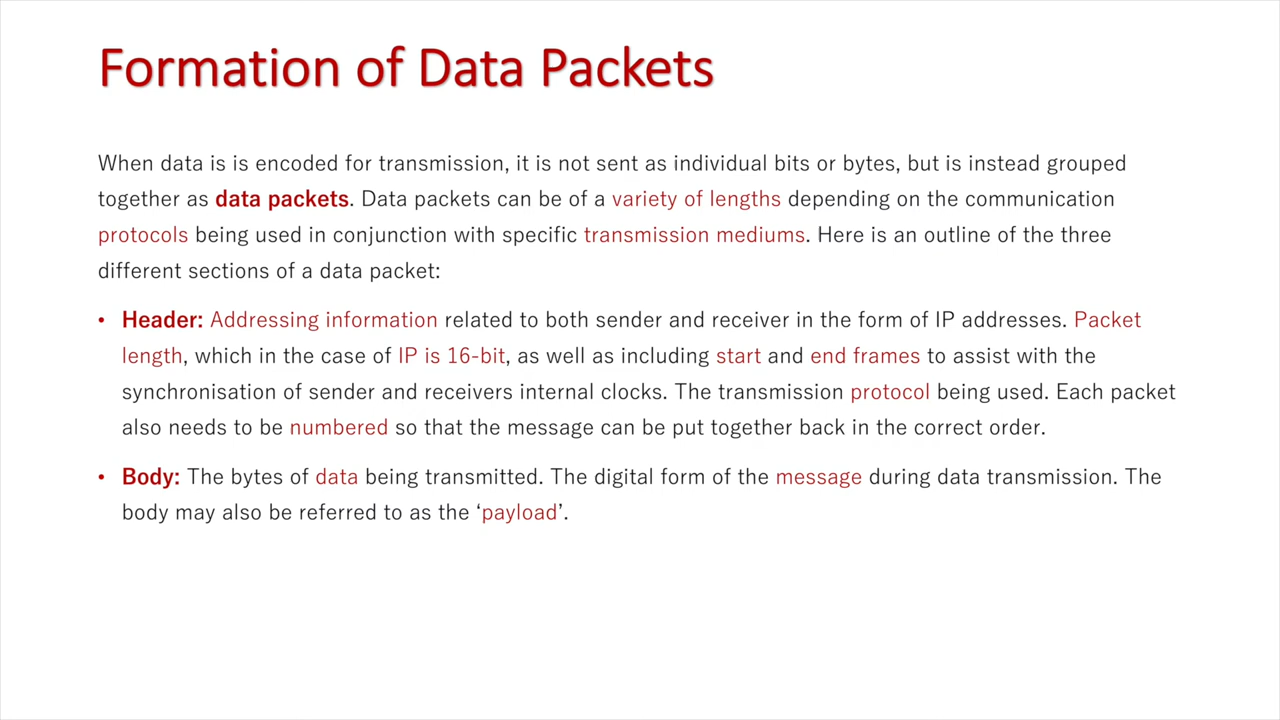 Formation of Data Packets
When data is is encoded for transmission, it is not sent as individual bits or bytes, but is instead grouped
together as data packets. Data packets can be of a variety of lengths depending on the communication
protocols being used in conjunction with specific transmission mediums. Here is an outline of the three
different sections of a data packet:
• Header: Addressing information related to both sender and receiver in the form of IP addresses. Packet
length, which in the case of IP is 16-bit, as well as including start and end frames to assist with the
synchronisation of sender and receivers internal clocks. The transmission protocol being used. Each packet
also needs to be numbered so that the message can be put together back in the correct order.
• Body: The bytes of data being transmitted. The digital form of the message during data transmission. The
body may also be referred to as the ‘payload’.